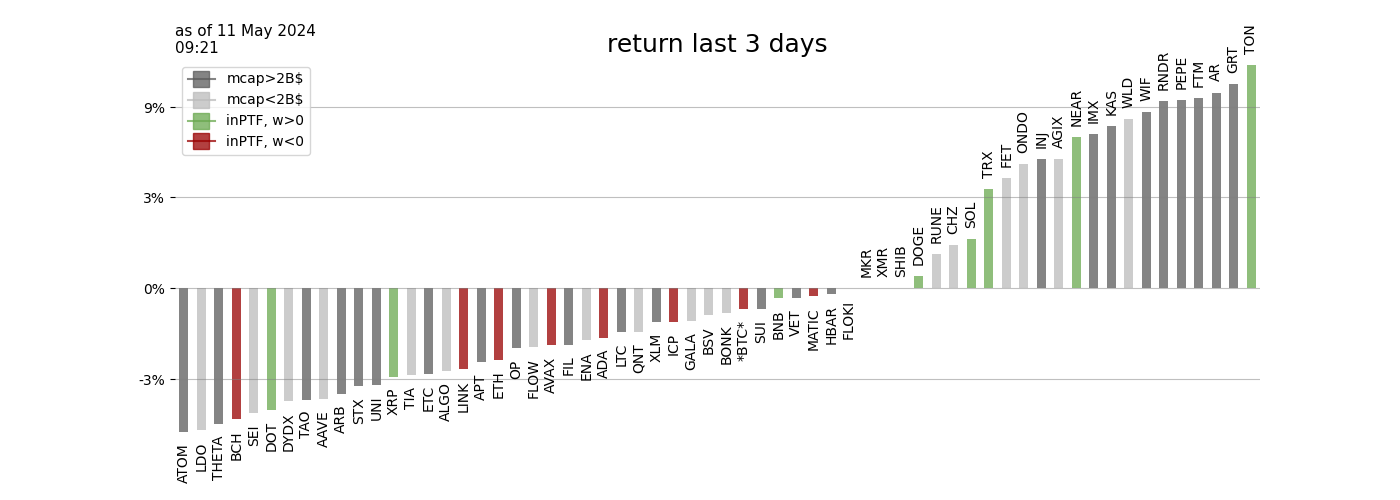 as of 11 May 2024
09:21
return last 3 days
mcap>2B$
mcap<2B$
inPTF, w>0
inPTF, w<0
9%
3%
0%
-3%
ATOM
LDO
THETA
BCH
SEI
DOT
DYDX
TAO
AAVE
ARB
STX
UNI
XRP
TIA
ETC
ALGO
LINK
APT
ETH
OP
FLOW
AVAX
FIL
ENA
ADA
LTC
QNT
XLM
ICP
GALA
BSV
BONK
*BTC*
SUI
BNB
VET
MATIC
HBAR
FLOKI
MKR
XMR
SHIB
DOGE
RUNE
CHZ
SOL
TRX
FET
ONDO
INJ
AGIX
NEAR
IMX
KAS
WLD
WIF
RNDR
PEPE
FTM
AR
GRT
TON